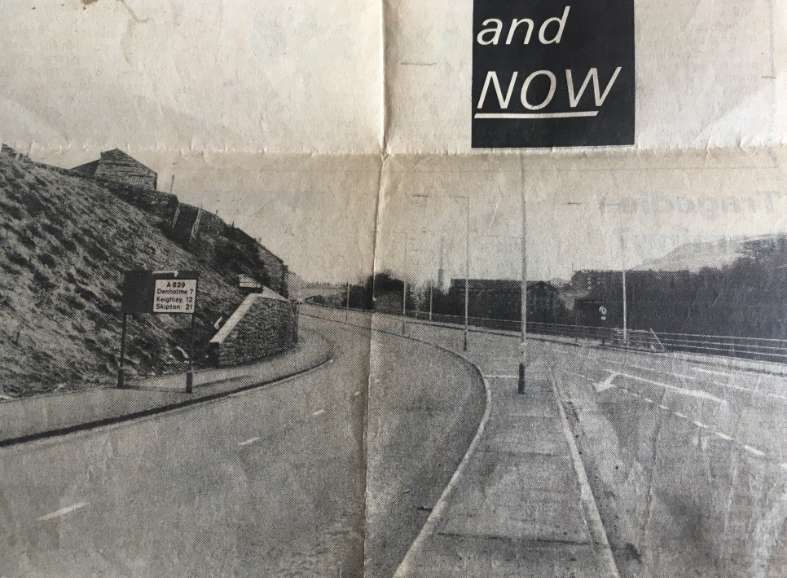 and
NOW
A 629
Denholme 7
Keighley 12
Skipton 21